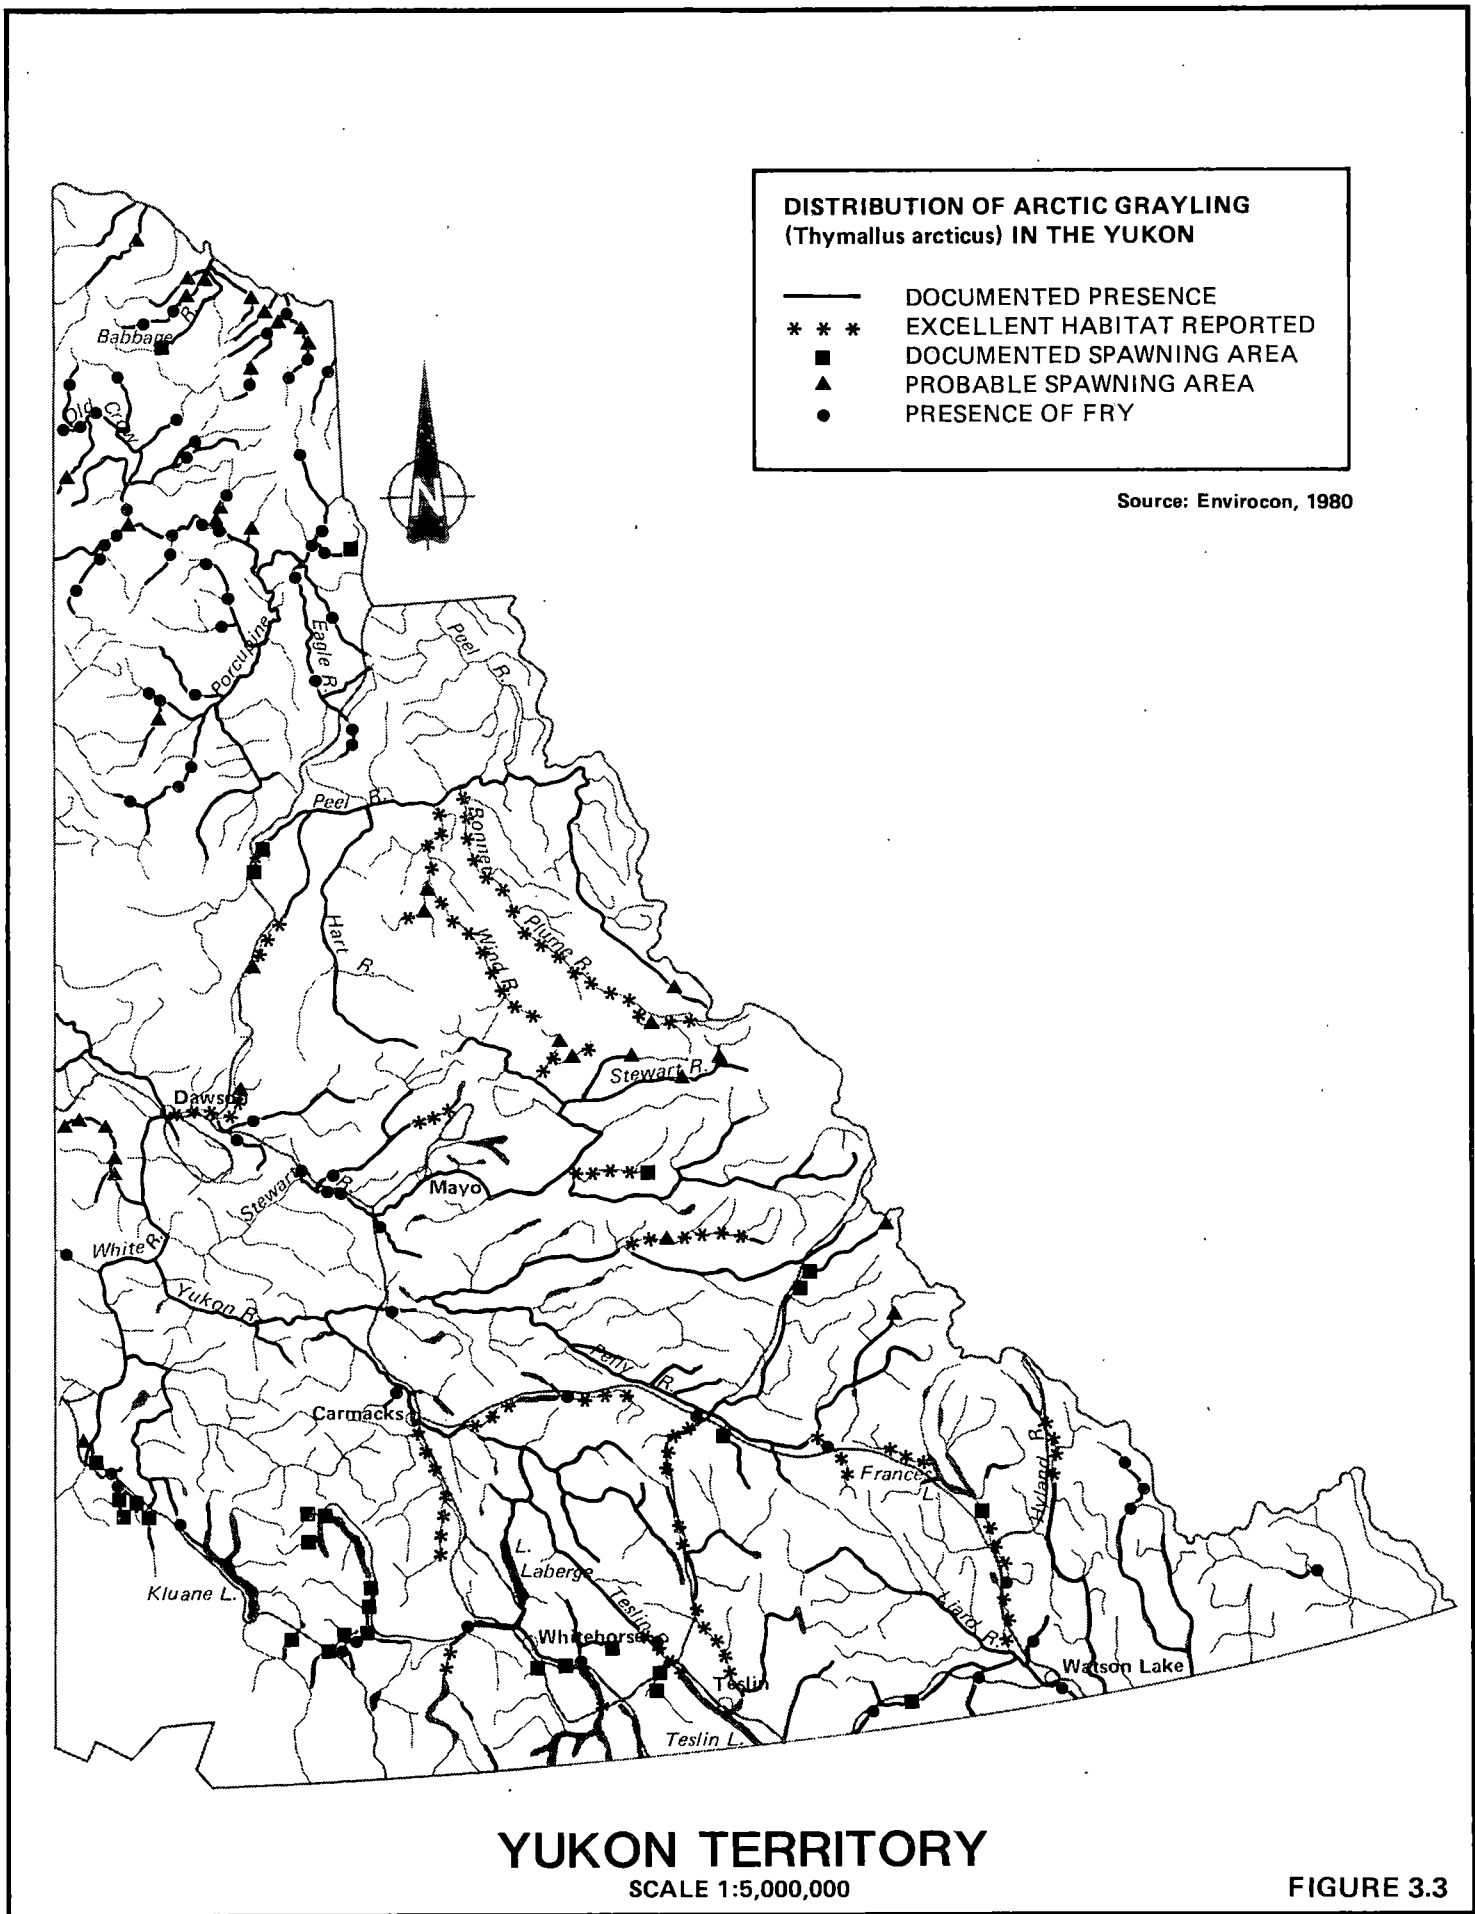 DISTRIBUTION OF ARCTIC GRAYLING
(Thymallus arcticus) IN THE YUKON
DOCUMENTED PRESENCE
* * * EXCELLENT HABITAT REPORTED
DOCUMENTED SPAWNING AREA
PROBABLE SPAWNING AREA
PRESENCE OF FRY
Source: Envirocon, 1980
Babbage R.
Old Crow
N
Porcupine
Eagle R.
Peel R.
Peel R.
Bonnet
Plume R.
Hart R.
Wind R.
Stewart R.
Dawson
Stewart R.
Mayo
White R.
Yukon R.
Pelly R.
Carmacks
Frances L.
Hyland R.
L. Laberge
Kluane L.
Teslin R.
Liard R.
Whitehorse
Watson Lake
Teslin
Teslin L.
YUKON TERRITORY
SCALE 1:5,000,000
FIGURE 3.3